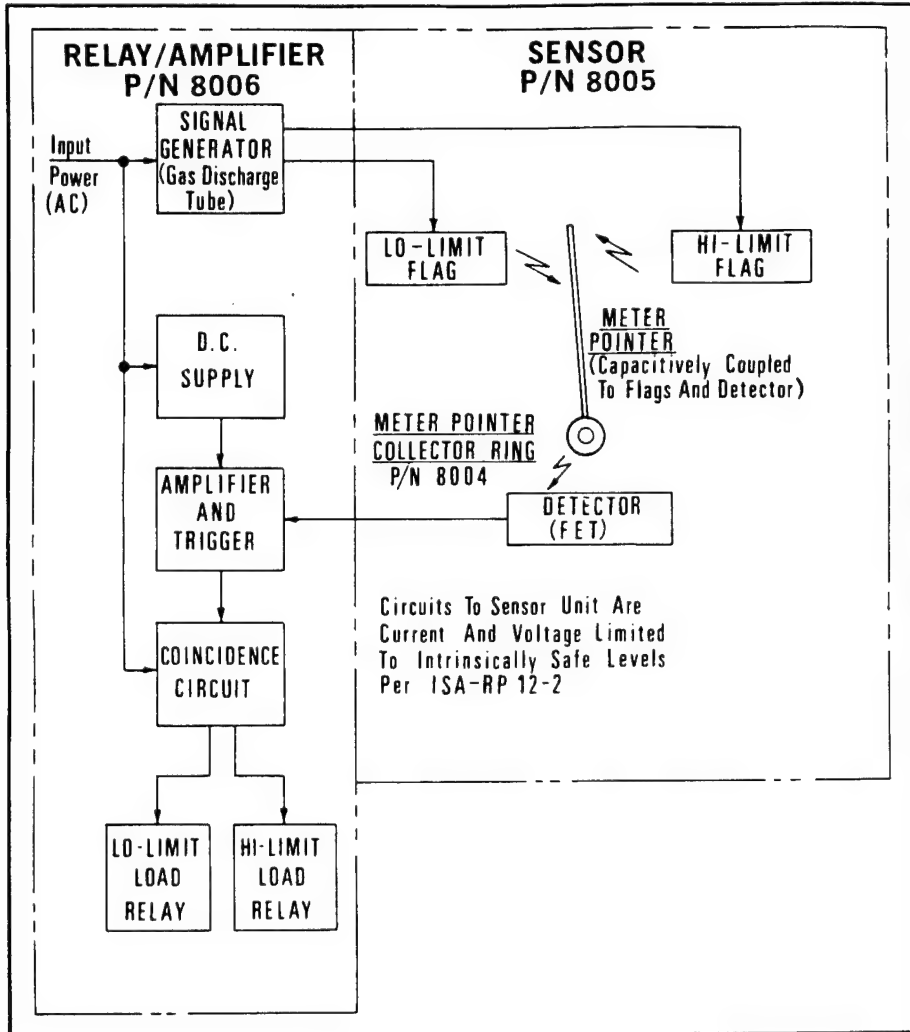 RELAY/AMPLIFIER
P/N 8006
SENSOR
P/N 8005
Input
Power
(AC)
SIGNAL
GENERATOR
(Gas Discharge
Tube)
LO-LIMIT
FLAG
HI-LIMIT
FLAG
METER
POINTER
(Capacitively Coupled
To Flags And Detector)
D.C.
SUPPLY
METER POINTER
COLLECTOR RING
P/N 8004
AMPLIFIER
AND
TRIGGER
DETECTOR
(FET)
Circuits To Sensor Unit Are
Current And Voltage Limited
To Intrinsically Safe Levels
Per ISA-RP 12-2
COINCIDENCE
CIRCUIT
LO-LIMIT
LOAD
RELAY
HI-LIMIT
LOAD
RELAY